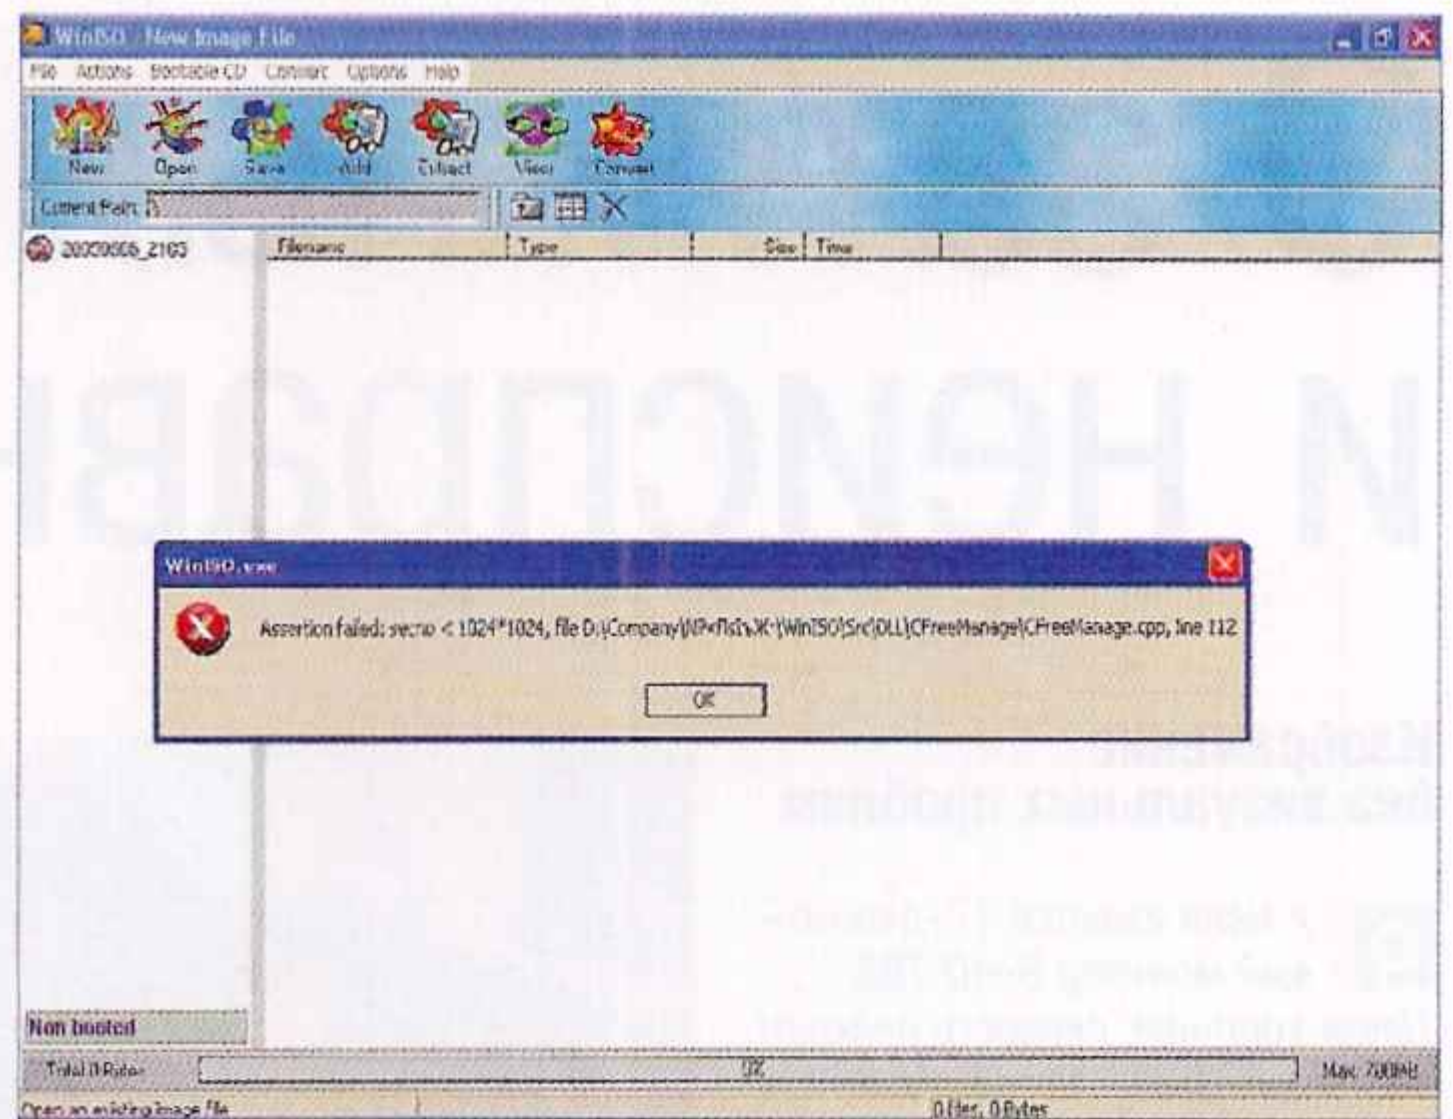 WinISO - New Image File
File Actions Bootable CD Convert Options Help
New Open Save Add Extract View Convert
Current Path: \
Filename Type Size Time
WinISO.exe
Assertion failed: secno < 1024*1024, file WinISO\Src\DLL\CFreeManage\CFreeManage.cpp, line 112
OK
Non booted
Total 0 Bytes 0% Max 700MB
Open an existing image file 0 files, 0 Bytes